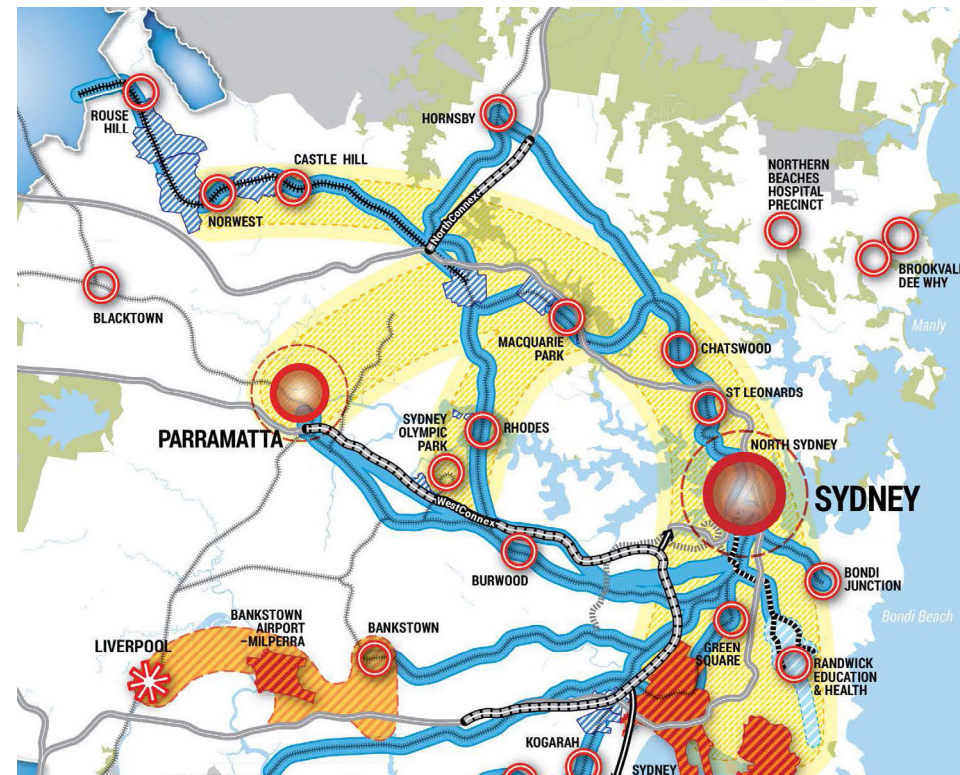 ROUSE
HILL
HORNSBY
CASTLE HILL
NORTHERN
BEACHES
HOSPITAL
PRECINCT
NORWEST
NorthConnex
BROOKVALE
DEE WHY
BLACKTOWN
Manly
MACQUARIE
PARK
CHATSWOOD
ST LEONARDS
PARRAMATTA
SYDNEY
OLYMPIC
PARK
RHODES
NORTH SYDNEY
SYDNEY
WestConnex
BURWOOD
BONDI
JUNCTION
Bondi Beach
BANKSTOWN
AIRPORT
–MILPERRA
BANKSTOWN
LIVERPOOL
GREEN
SQUARE
RANDWICK
EDUCATION
& HEALTH
KOGARAH
SYDNEY